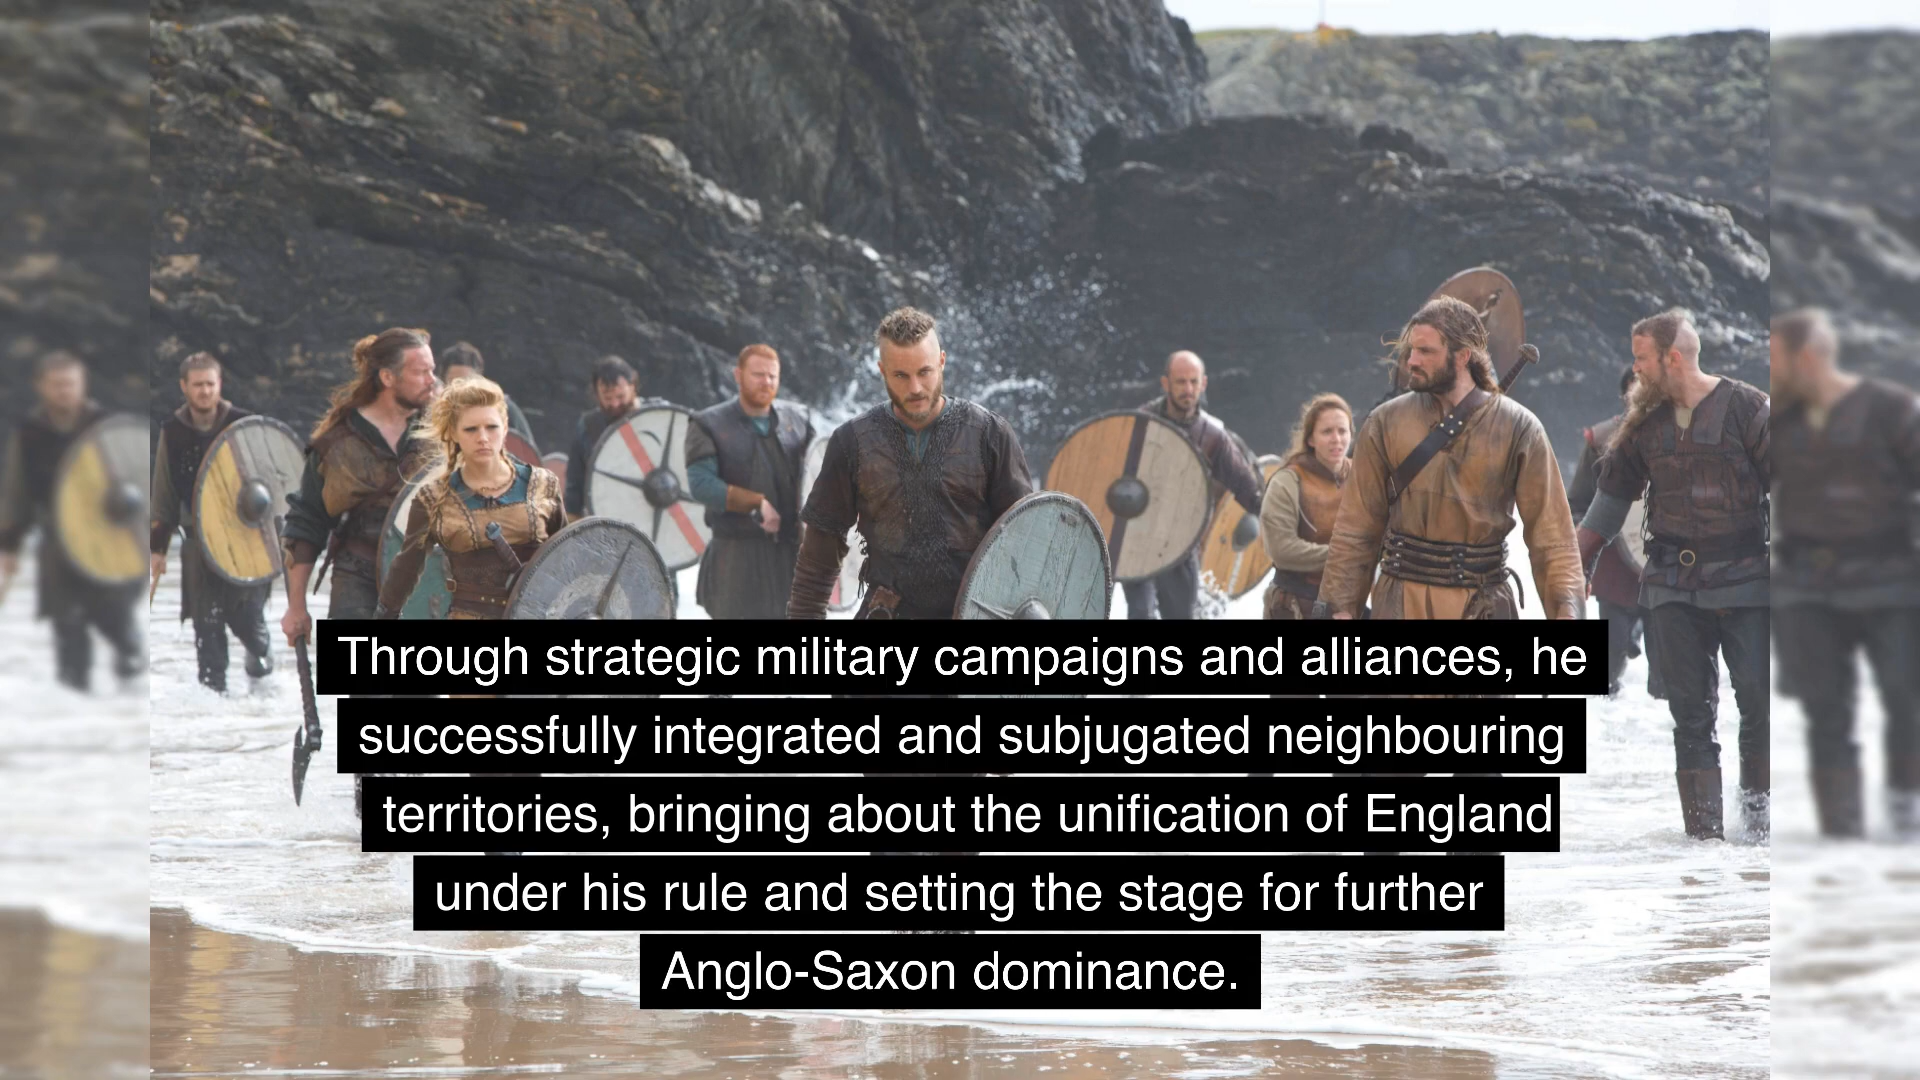 Through strategic military campaigns and alliances, he
successfully integrated and subjugated neighbouring
territories, bringing about the unification of England
under his rule and setting the stage for further
Anglo-Saxon dominance.